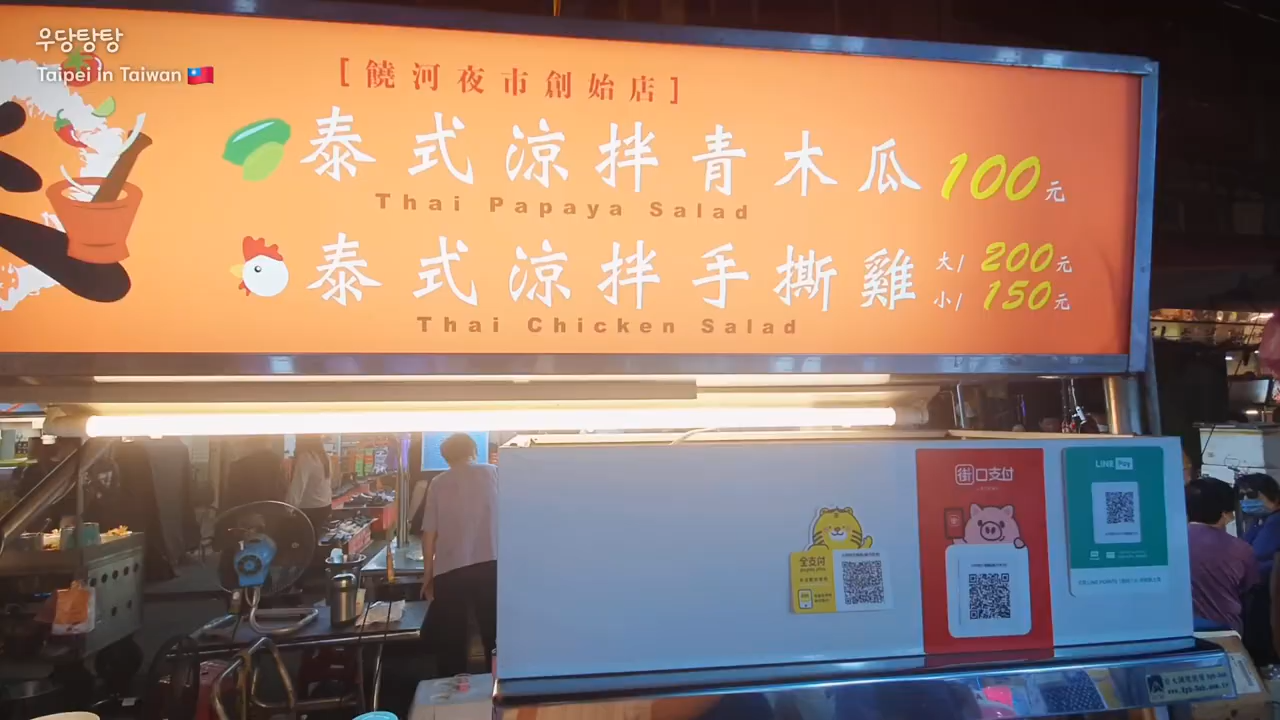 우당탕탕
Taipei in Taiwan
[饒河夜市創始店]
泰式涼拌青木瓜 100元
Thai Papaya Salad
泰式涼拌手撕雞 大/ 200元
小/ 150元
Thai Chicken Salad
街口支付
LINE Pay
全支付